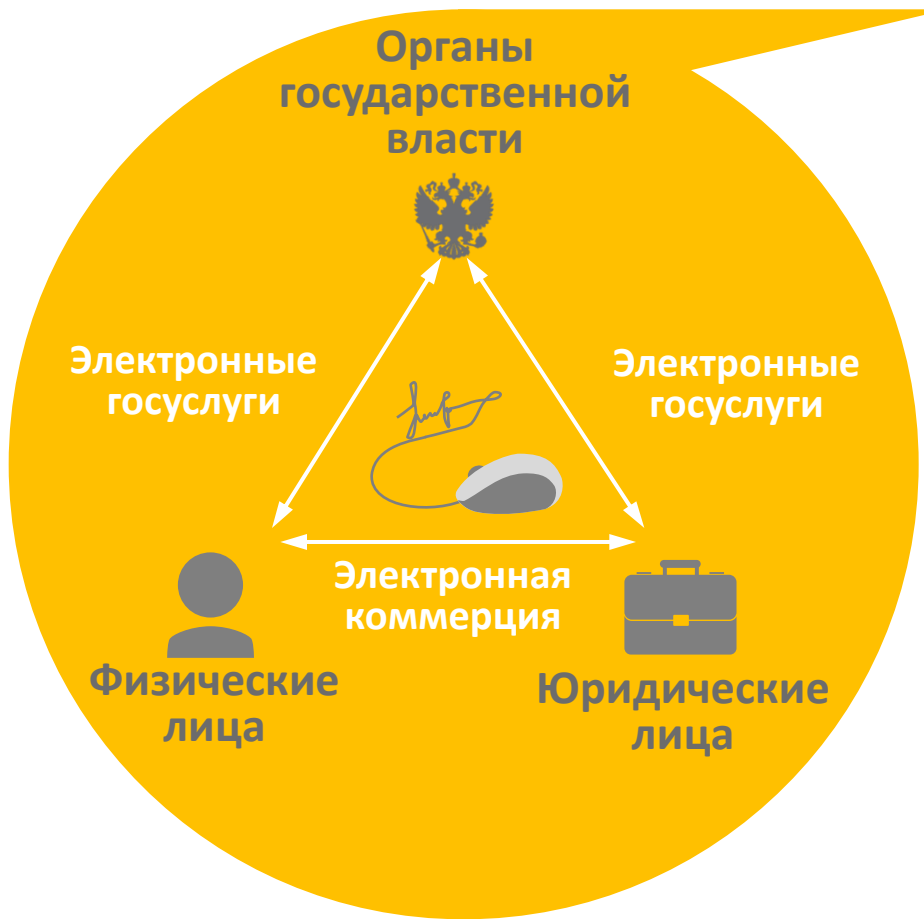 Органы
государственной
власти
Электронные
госуслуги
Электронные
госуслуги
Электронная
коммерция
Физические
лица
Юридические
лица